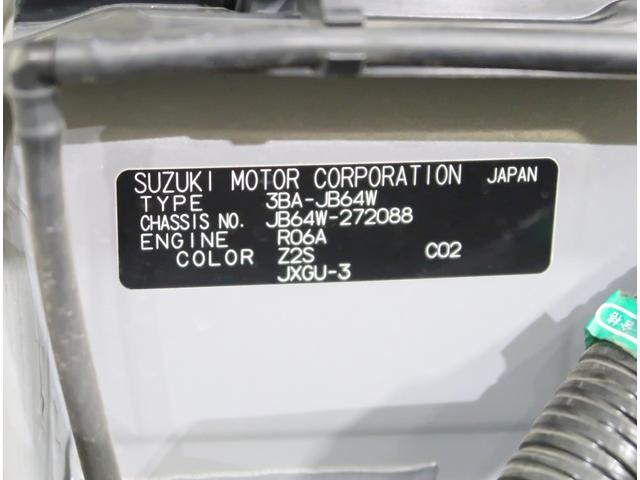 SUZUKI MOTOR CORPORATION JAPAN
TYPE 3BA-JB64W
CHASSIS NO. JB64W-272088
ENGINE R06A
COLOR Z2S C02
JXGU-3